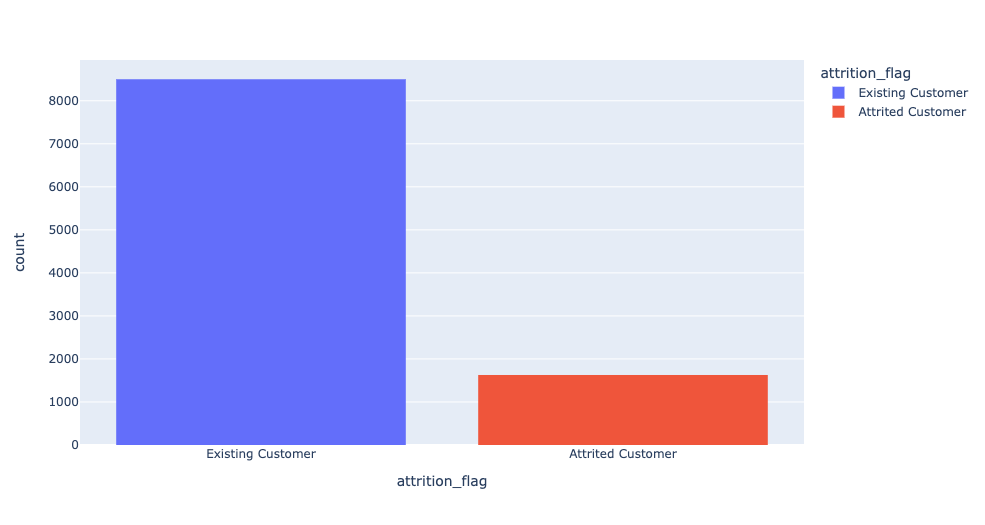 attrition_flag
Existing Customer
Attrited Customer
8000
7000
6000
5000
4000
3000
2000
1000
0
count
Existing Customer
Attrited Customer
attrition_flag